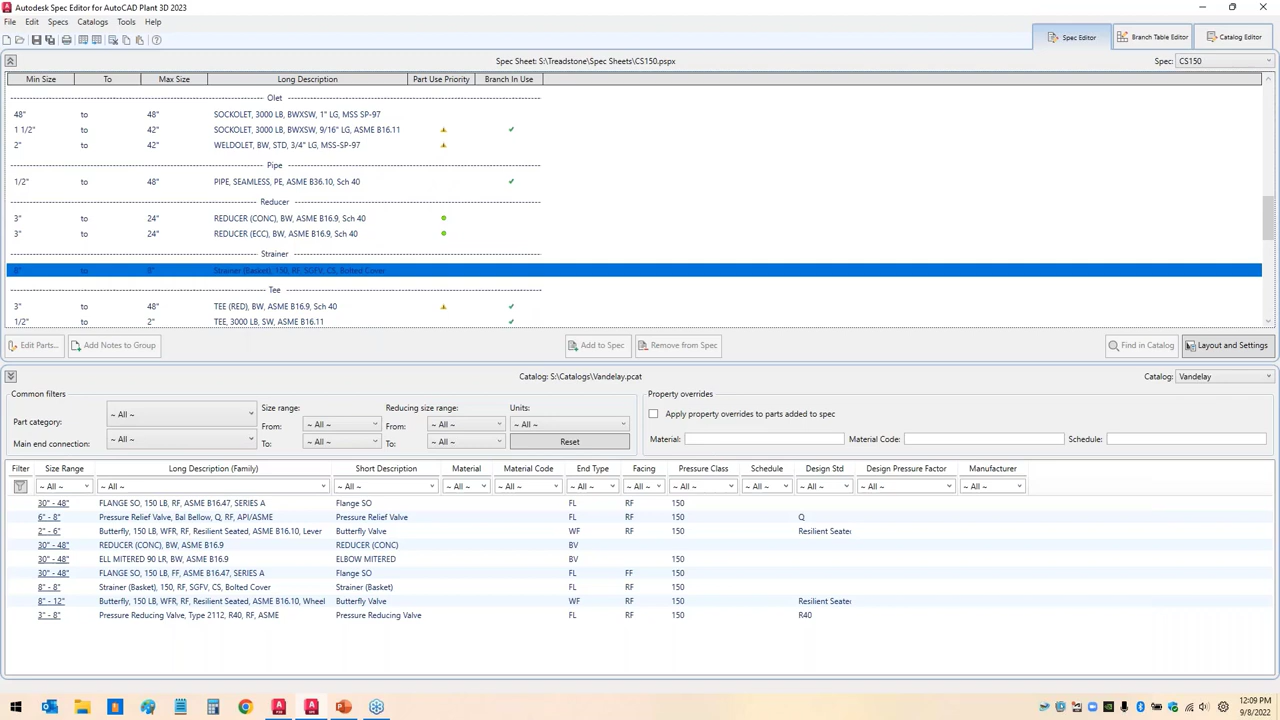 Autodesk Spec Editor for AutoCAD Plant 3D 2023
File Edit Specs Catalogs Tools Help
Spec Editor Branch Table Editor Catalog Editor
Spec Sheet: S:\Treadstone\Spec Sheets\CS150.pspx Spec: CS150
Min Size To Max Size Long Description Part Use Priority Branch In Use
Olet
48" to 48" SOCKOLET, 3000 LB, BWXSW, 1" LG, MSS SP-97
1 1/2" to 42" SOCKOLET, 3000 LB, BWXSW, 9/16" LG, ASME B16.11
2" to 42" WELDOLET, BW, STD, 3/4" LG, MSS-SP-97
Pipe
1/2" to 48" PIPE, SEAMLESS, PE, ASME B36.10, Sch 40
Reducer
3" to 24" REDUCER (CONC), BW, ASME B16.9, Sch 40
3" to 24" REDUCER (ECC), BW, ASME B16.9, Sch 40
Strainer
8" to 8" Strainer (Basket), 150, RF, SGFV, CS, Bolted Cover
Tee
3" to 48" TEE (RED), BW, ASME B16.9, Sch 40
1/2" to 2" TEE, 3000 LB, SW, ASME B16.11
Edit Parts... Add Notes to Group Add to Spec Remove from Spec Find in Catalog Layout and Settings
Catalog: S:\Catalogs\Vandelay.pcat Catalog: Vandelay
Common filters Property overrides
Part category: ~ All ~ Size range: Reducing size range: Units:
From: ~ All ~ From: ~ All ~ ~ All ~ Apply property overrides to parts added to spec
Main end connection: ~ All ~ To: ~ All ~ To: ~ All ~ Reset Material: Material Code: Schedule:
Filter Size Range Long Description (Family) Short Description Material Material Code End Type Facing Pressure Class Schedule Design Std Design Pressure Factor Manufacturer
~ All ~ ~ All ~ ~ All ~ ~ All ~ ~ All ~ ~ All ~ ~ All ~ ~ All ~ ~ All ~ ~ All ~ ~ All ~ ~ All ~
30" - 48" FLANGE SO, 150 LB, RF, ASME B16.47, SERIES A Flange SO FL RF 150
6" - 8" Pressure Relief Valve, Bal Bellow, Q, RF, API/ASME Pressure Relief Valve FL RF 150 Q
2" - 6" Butterfly, 150 LB, WFR, RF, Resilient Seated, ASME B16.10, Lever Butterfly Valve WF RF 150 Resilient Seated
30" - 48" REDUCER (CONC), BW, ASME B16.9 REDUCER (CONC) BV
30" - 48" ELL MITERED 90 LR, BW, ASME B16.9 ELBOW MITERED BV 150
30" - 48" FLANGE SO, 150 LB, FF, ASME B16.47, SERIES A Flange SO FL FF 150
8" - 8" Strainer (Basket), 150, RF, SGFV, CS, Bolted Cover Strainer (Basket) FL RF 150
8" - 12" Butterfly, 150 LB, WFR, RF, Resilient Seated, ASME B16.10, Wheel Butterfly Valve WF RF 150 Resilient Seated
3" - 8" Pressure Reducing Valve, Type 2112, R40, RF, ASME Pressure Reducing Valve FL RF 150 R40
12:09 PM
9/8/2022